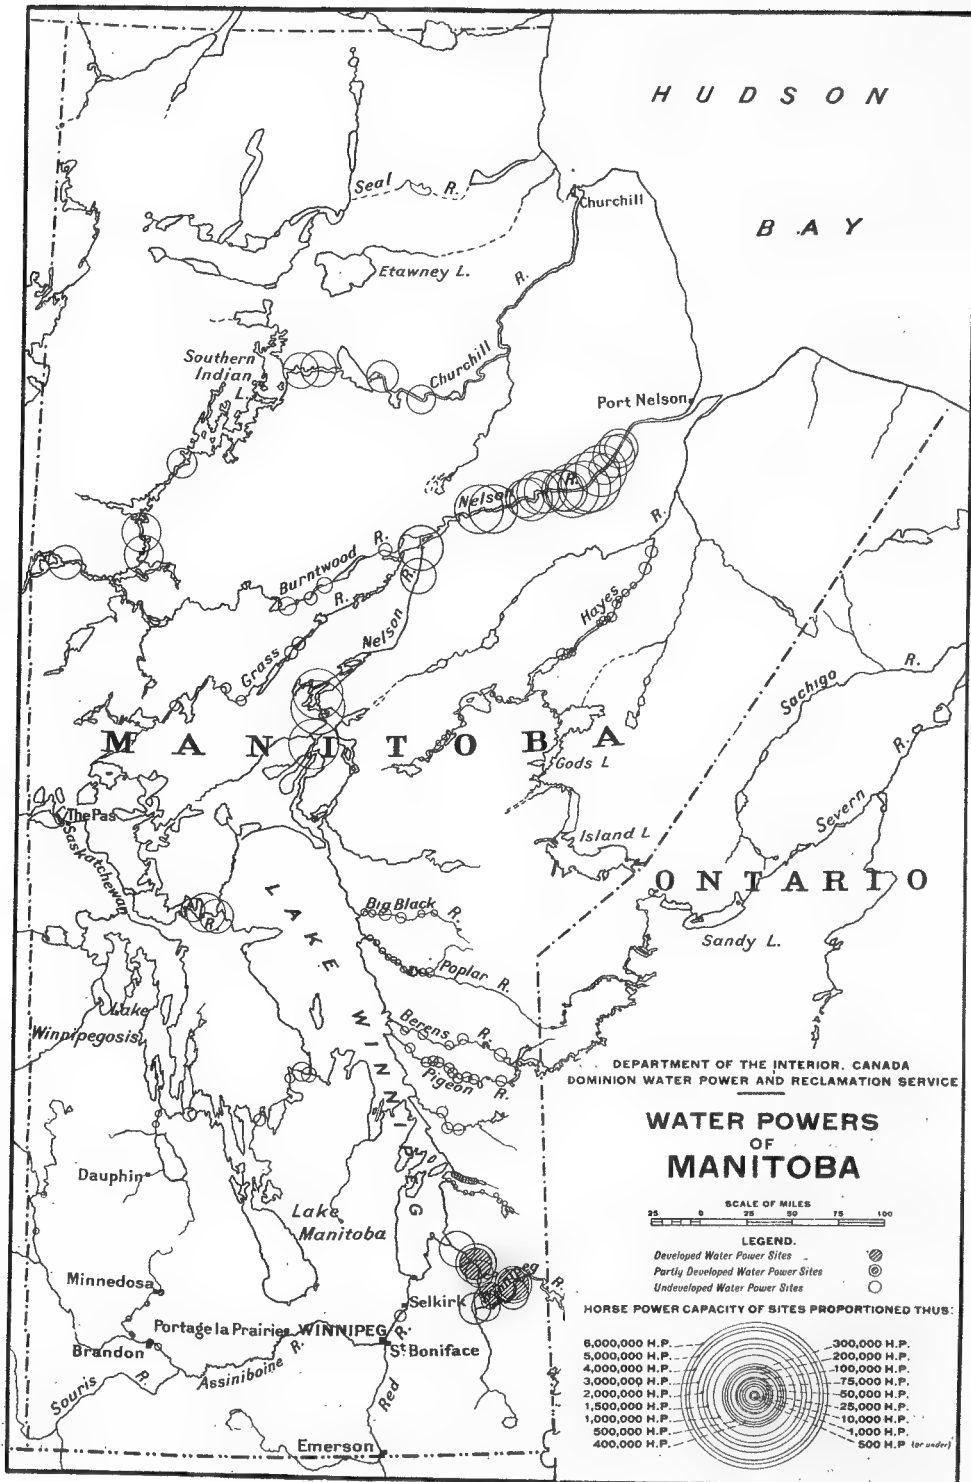 HUDSON
BAY
Seal R.
Churchill
Etawney L.
R.
Southern
Indian
L.
Churchill
Port Nelson
Nelson R.
R.
Burntwood R.
Hayes
R.
Grass R.
Nelson
Sachigo R.
MANITOBA
R.
Gods L
The Pas
Severn
Island L
Saskatchewan
R.
ONTARIO
LAKE WINNIPEG
Big Black R.
Sandy L.
Poplar R.
Lake
Winnipegosis
Berens R.
Pigeon R.
DEPARTMENT OF THE INTERIOR. CANADA
DOMINION WATER POWER AND RECLAMATION SERVICE
WATER POWERS
OF
MANITOBA
Dauphin
Lake
Manitoba
SCALE OF MILES
25 0 25 50 75 100
LEGEND.
Developed Water Power Sites
Partly Developed Water Power Sites
Undeveloped Water Power Sites
Winnipeg R.
Minnedosa
Selkirk
HORSE POWER CAPACITY OF SITES PROPORTIONED THUS:
Portage la Prairie
WINNIPEG
R.
Brandon
St Boniface
6,000,000 H.P. 300,000 H.P.
5,000,000 H.P. 200,000 H.P.
4,000,000 H.P. 100,000 H.P.
3,000,000 H.P. 75,000 H.P.
2,000,000 H.P. 50,000 H.P.
1,500,000 H.P. 25,000 H.P.
1,000,000 H.P. 10,000 H.P.
500,000 H.P. 1,000 H.P.
400,000 H.P. 500 H.P (or under)
Souris R.
Assiniboine R.
Red
Emerson